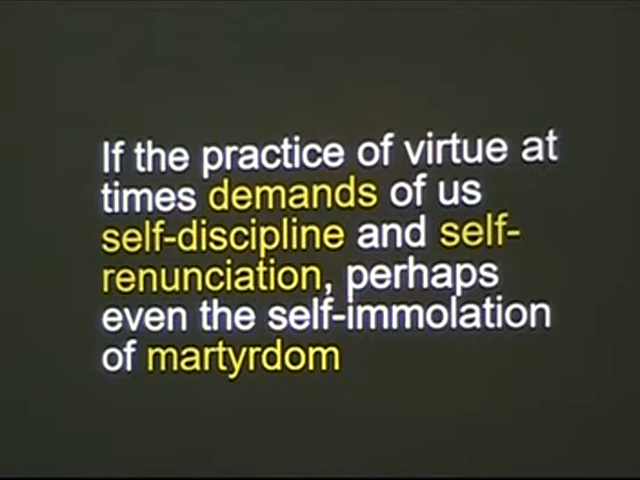 If the practice of virtue at
times demands of us
self-discipline and self-
renunciation, perhaps
even the self-immolation
of martyrdom